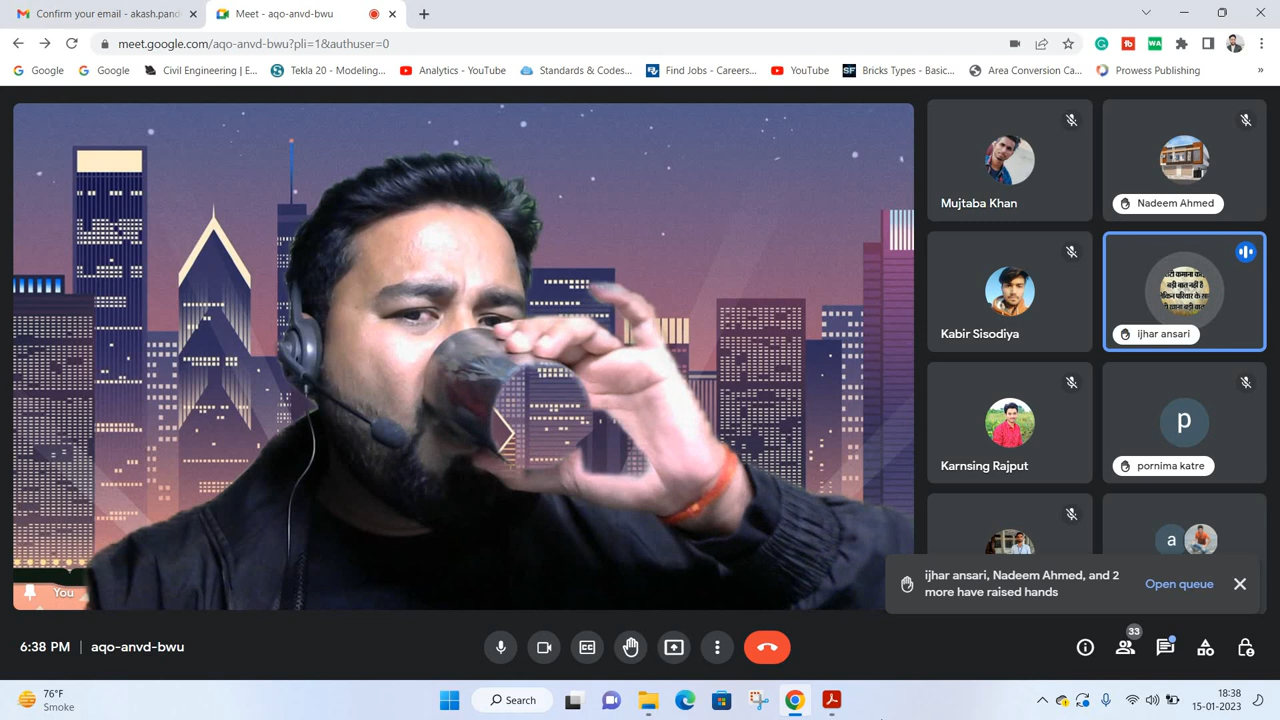 Confirm your email - akash.pand
Meet - aqo-anvd-bwu
meet.google.com/aqo-anvd-bwu?pli=1&authuser=0
Google
Google
Civil Engineering | E...
Tekla 20 - Modeling...
Analytics - YouTube
Standards & Codes...
Find Jobs - Careers...
YouTube
SF
Bricks Types - Basic...
Area Conversion Ca...
Prowess Publishing
»
Mujtaba Khan
Nadeem Ahmed
Kabir Sisodiya
बड़ी बात नहीं है
ijhar ansari
Karnsing Rajput
p
pornima katre
a
You
ijhar ansari, Nadeem Ahmed, and 2
more have raised hands
Open queue
6:38 PM | aqo-anvd-bwu
33
76°F
Smoke
Search
18:38
15-01-2023